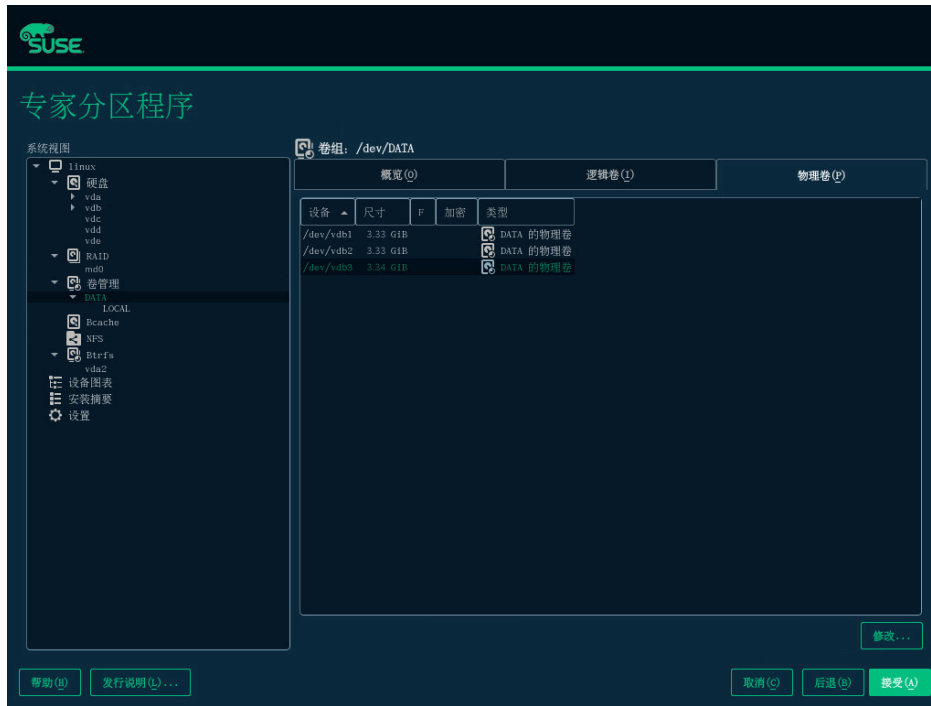 SUSE
专家分区程序
系统视图
linux
硬盘
vda
vdb
vdc
vdd
vde
RAID
md0
卷管理
DATA
LOCAL
Bcache
NFS
Btrfs
vda2
设备图表
安装摘要
设置
卷组: /dev/DATA
概览(O) 逻辑卷(I) 物理卷(P)
设备 尺寸 F 加密 类型
/dev/vdb1 3.33 GiB DATA 的物理卷
/dev/vdb2 3.33 GiB DATA 的物理卷
/dev/vdb3 3.34 GiB DATA 的物理卷
修改...
帮助(H) 发行说明(L)... 取消(C) 后退(B) 接受(A)